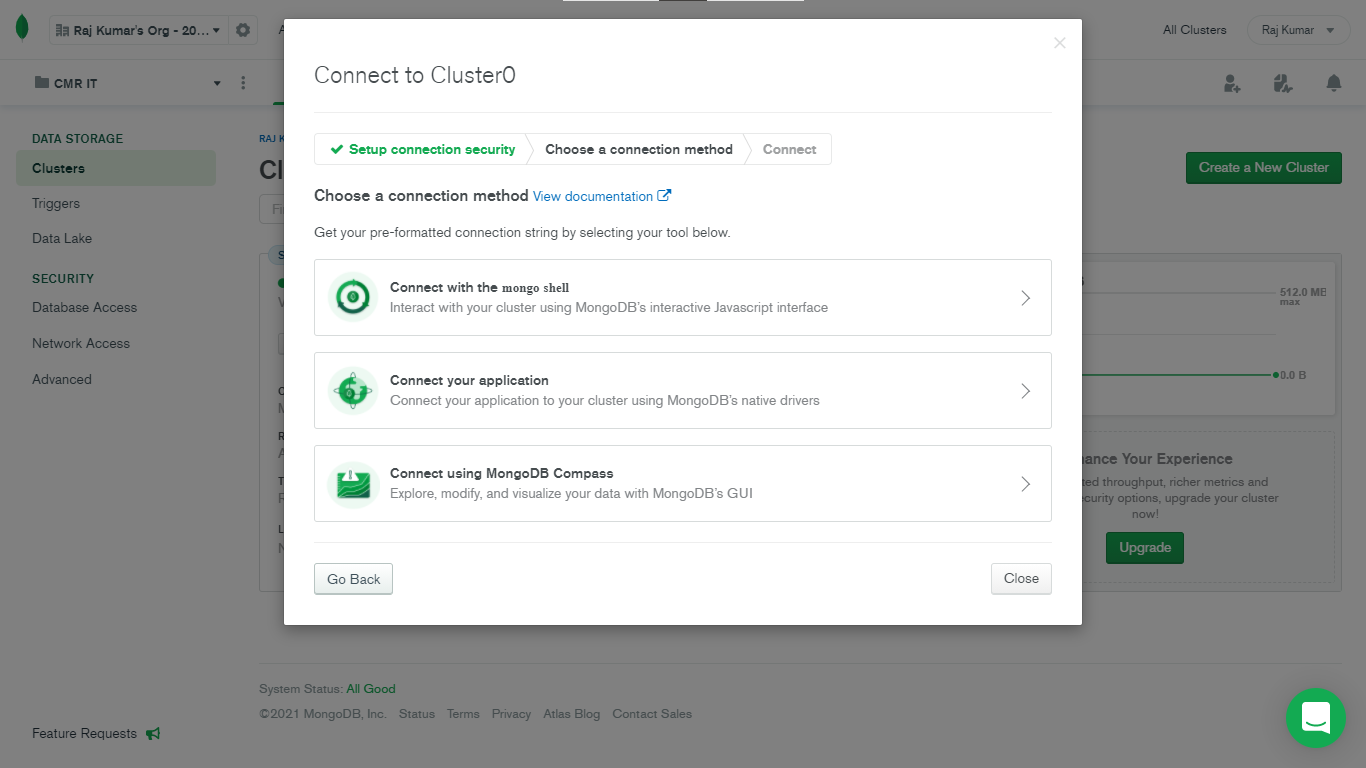 Raj Kumar's Org - 20...
All Clusters
Raj Kumar
CMR IT
DATA STORAGE
Clusters
Triggers
Data Lake
SECURITY
Database Access
Network Access
Advanced
Feature Requests
RAJ K
Create a New Cluster
Connect to Cluster0
Setup connection security
Choose a connection method
Connect
Choose a connection method View documentation
Get your pre-formatted connection string by selecting your tool below.
Connect with the mongo shell
Interact with your cluster using MongoDB's interactive Javascript interface
Connect your application
Connect your application to your cluster using MongoDB's native drivers
Connect using MongoDB Compass
Explore, modify, and visualize your data with MongoDB's GUI
Go Back
Close
512.0 MB
max
0.0 B
ance Your Experience
ted throughput, richer metrics and
ecurity options, upgrade your cluster
now!
Upgrade
System Status: All Good
©2021 MongoDB, Inc. Status Terms Privacy Atlas Blog Contact Sales